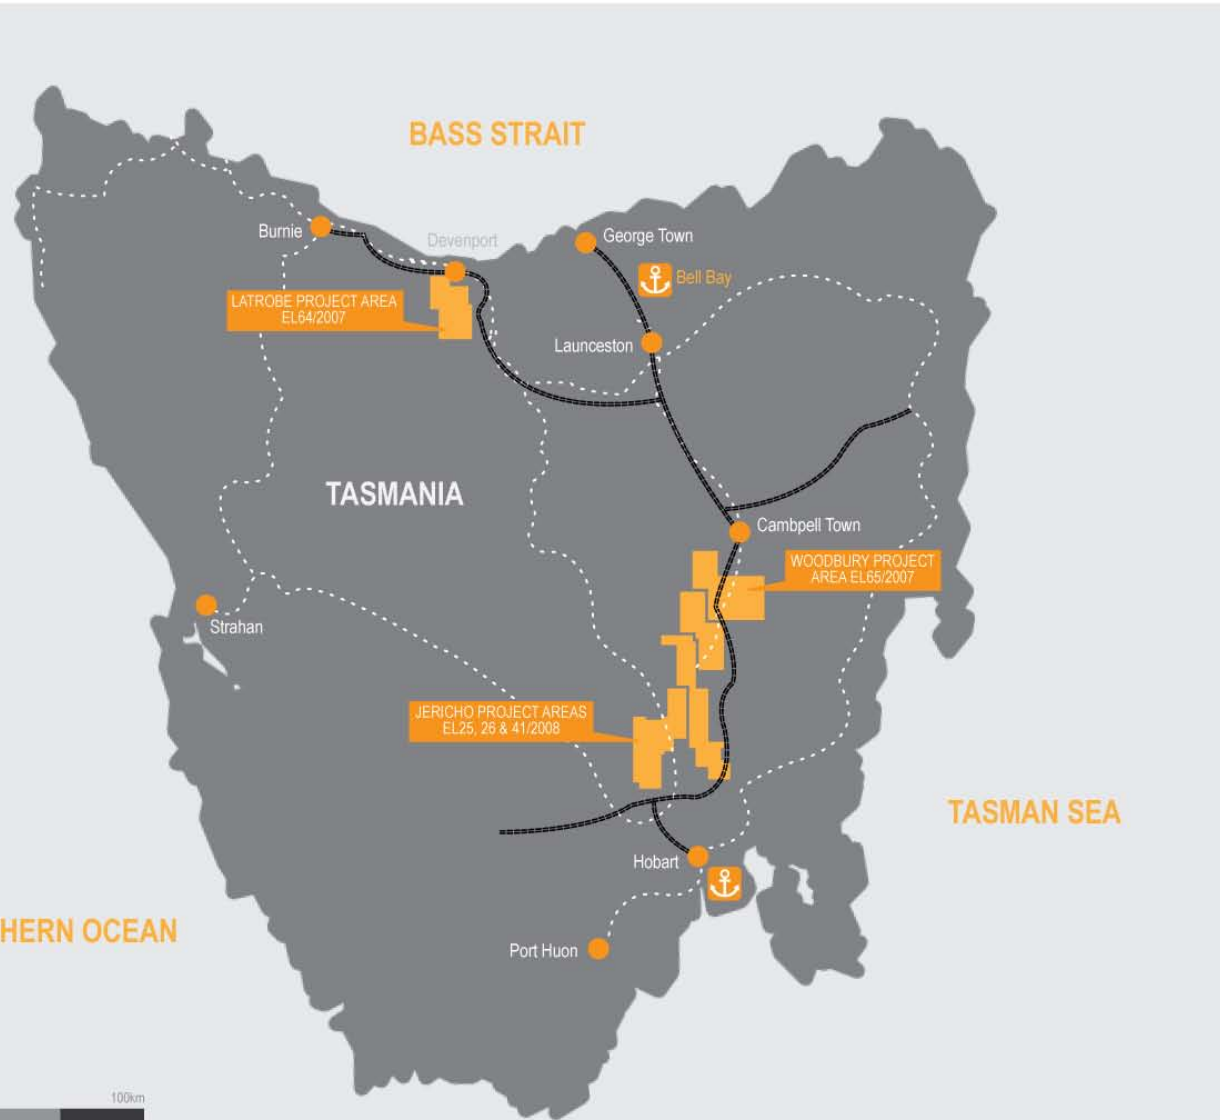 BASS STRAIT
Burnie
Devenport
George Town
Bell Bay
LATROBE PROJECT AREA
EL64/2007
Launceston
TASMANIA
Cambpell Town
WOODBURY PROJECT
AREA EL65/2007
Strahan
JERICHO PROJECT AREAS
EL25, 26 & 41/2008
TASMAN SEA
Hobart
HERN OCEAN
Port Huon
100km